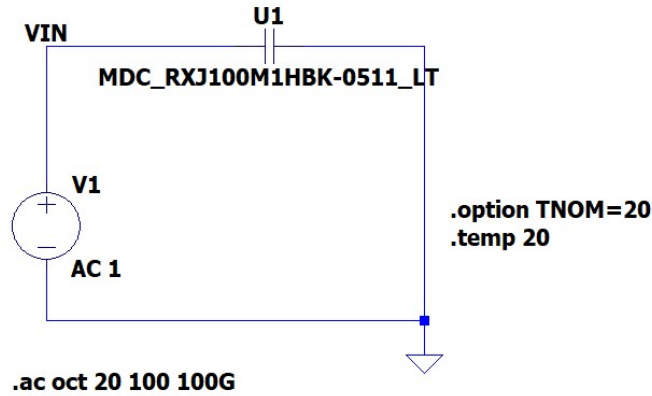 U1
VIN
MDC_RXJ100M1HBK-0511_LT
V1
.option TNOM=20
.temp 20
AC 1
.ac oct 20 100 100G